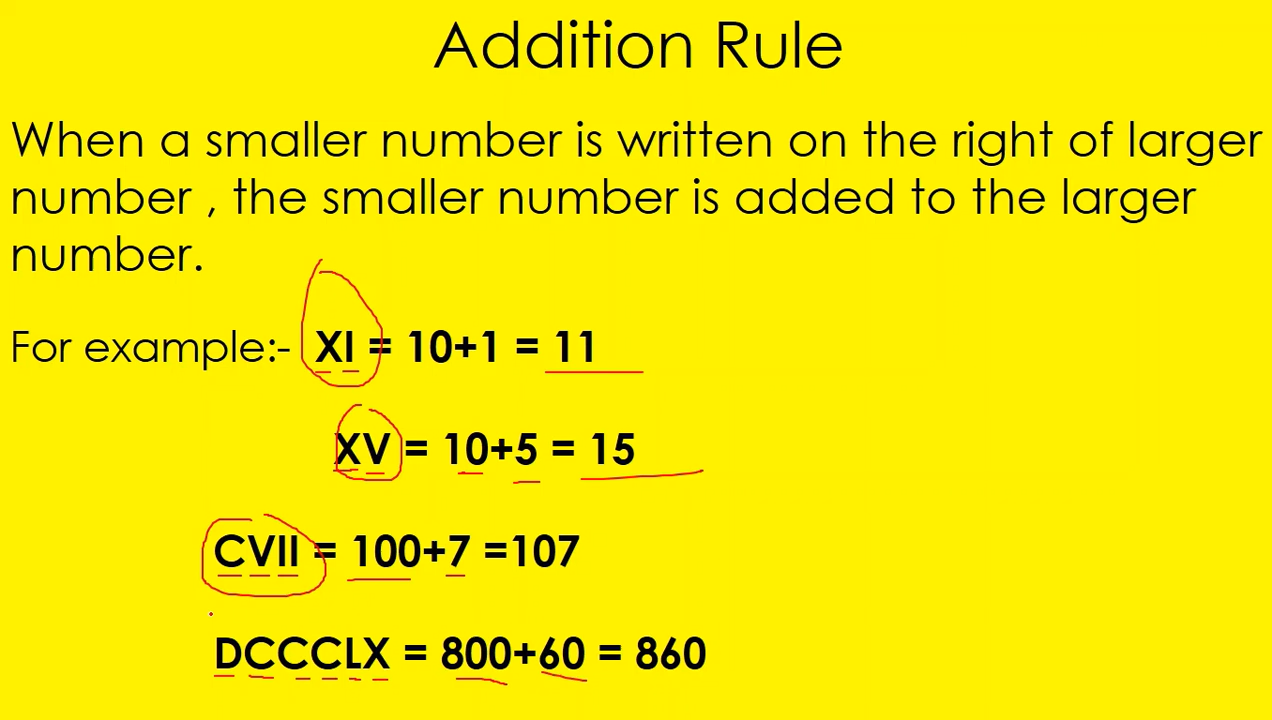 Addition Rule
When a smaller number is written on the right of larger
number , the smaller number is added to the larger
number.
For example:- XI = 10+1 = 11
XV = 10+5 = 15
CVII = 100+7 =107
DCCCLX = 800+60 = 860